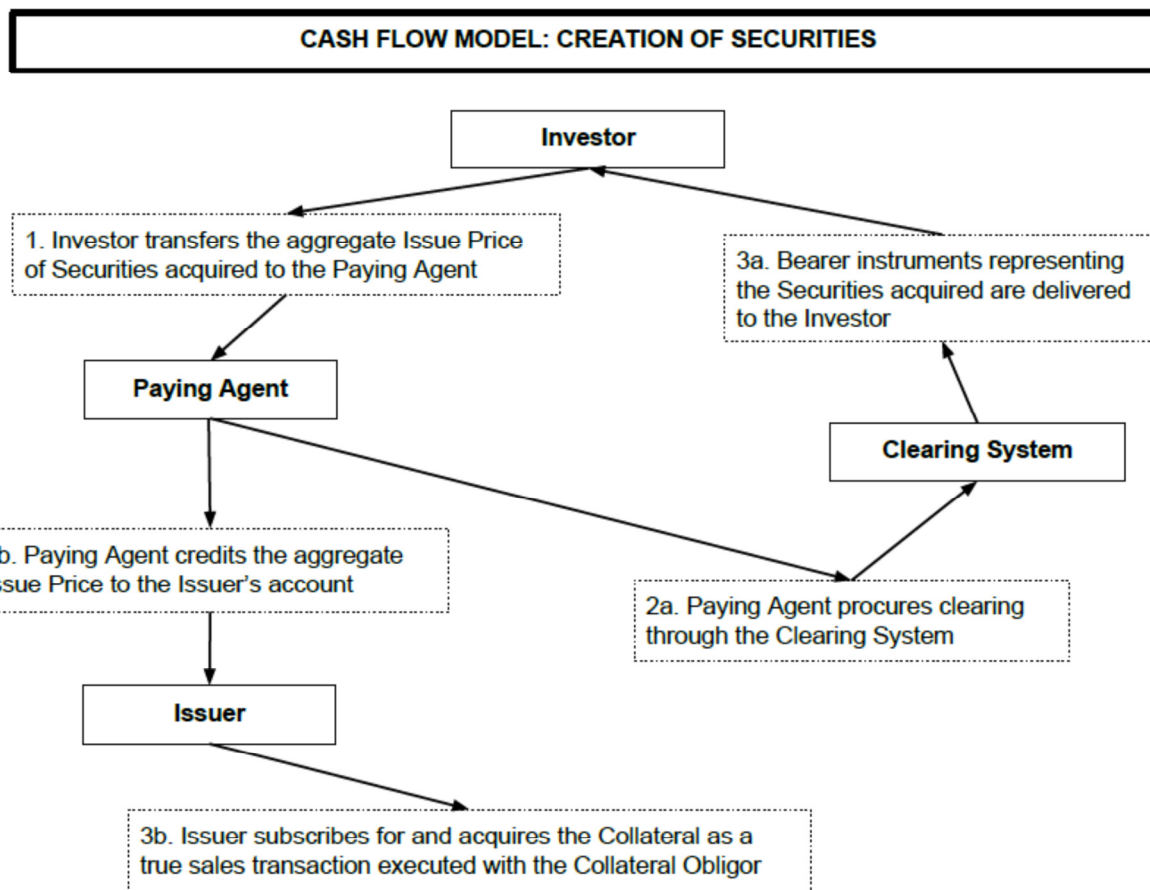 CASH FLOW MODEL: CREATION OF SECURITIES
Investor
1. Investor transfers the aggregate Issue Price
of Securities acquired to the Paying Agent
3a. Bearer instruments representing
the Securities acquired are delivered
to the Investor
Paying Agent
Clearing System
b. Paying Agent credits the aggregate
ssue Price to the Issuer's account
2a. Paying Agent procures clearing
through the Clearing System
Issuer
3b. Issuer subscribes for and acquires the Collateral as a
true sales transaction executed with the Collateral Obligor